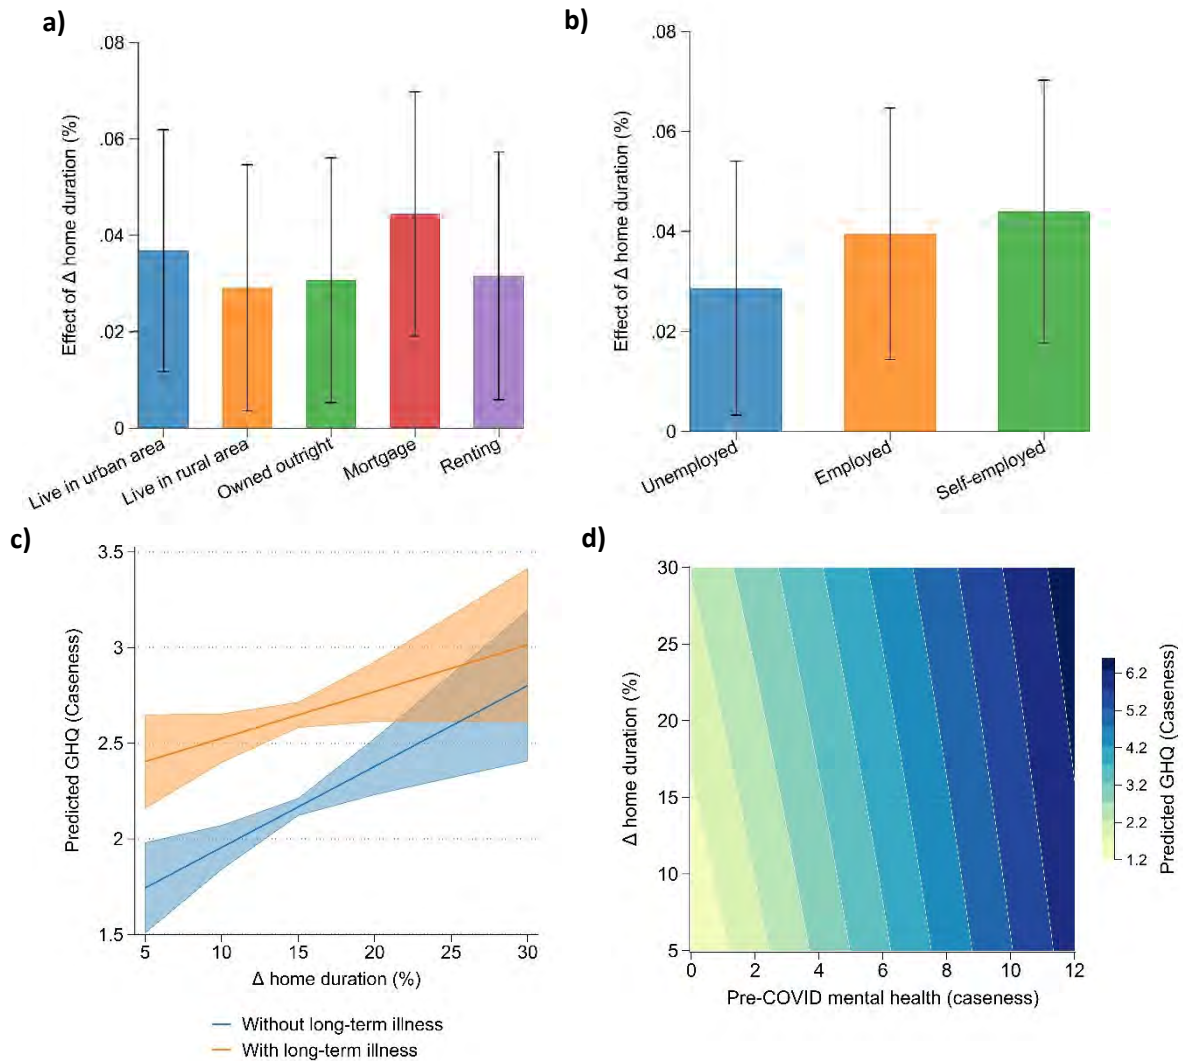 a)
.08
.06
.04
.02
0
Effect of Δ home duration (%)
Live in urban area
Live in rural area
Owned outright
Mortgage
Renting
b)
.08
.06
.04
.02
0
Effect of Δ home duration (%)
Unemployed
Employed
Self-employed
c)
3.5
3
2.5
2
1.5
Predicted GHQ (Caseness)
5 10 15 20 25 30
Δ home duration (%)
Without long-term illness
With long-term illness
d)
30
25
20
15
10
5
Δ home duration (%)
0 2 4 6 8 10 12
Pre-COVID mental health (caseness)
6.2
5.2
4.2
3.2
2.2
1.2
Predicted GHQ (Caseness)